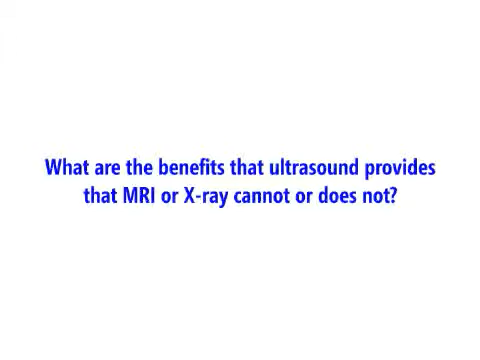 What are the benefits that ultrasound provides
that MRI or X-ray cannot or does not?